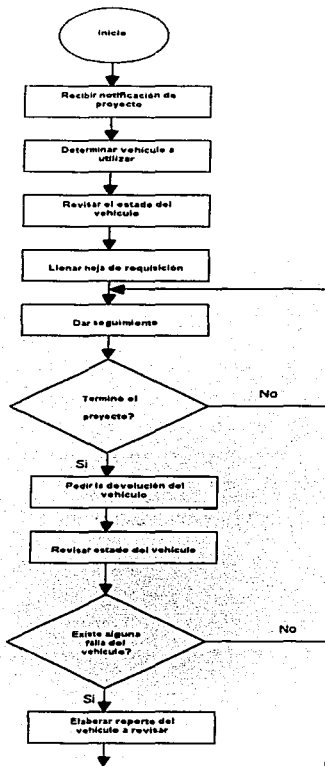 Inicio
Recibir notificación de
proyecto
Determinar vehículo a
utilizar
Revisar el estado del
vehículo
Llenar hoja de requisición
Dar seguimiento
Termino el
proyecto?
No
Si
Pedir la devolución del
vehículo
Revisar estado del vehículo
Existe alguna
falla del
vehículo?
No
Si
Elaborar reporte del
vehículo a revisar